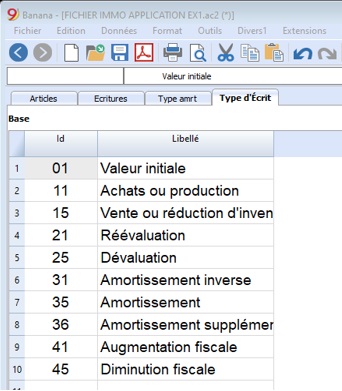 Banana - [FICHIER IMMO APPLICATION EX1.ac2 (*)]
Fichier Edition Données Format Outils Divers1 Extensions
Valeur initiale
Articles Ecritures Type amrt Type d'Écrit
Base
Id Libellé
1 01 Valeur initiale
2 11 Achats ou production
3 15 Vente ou réduction d'inven
4 21 Réévaluation
5 25 Dévaluation
6 31 Amortissement inverse
7 35 Amortissement
8 36 Amortissement supplémer
9 41 Augmentation fiscale
10 45 Diminution fiscale